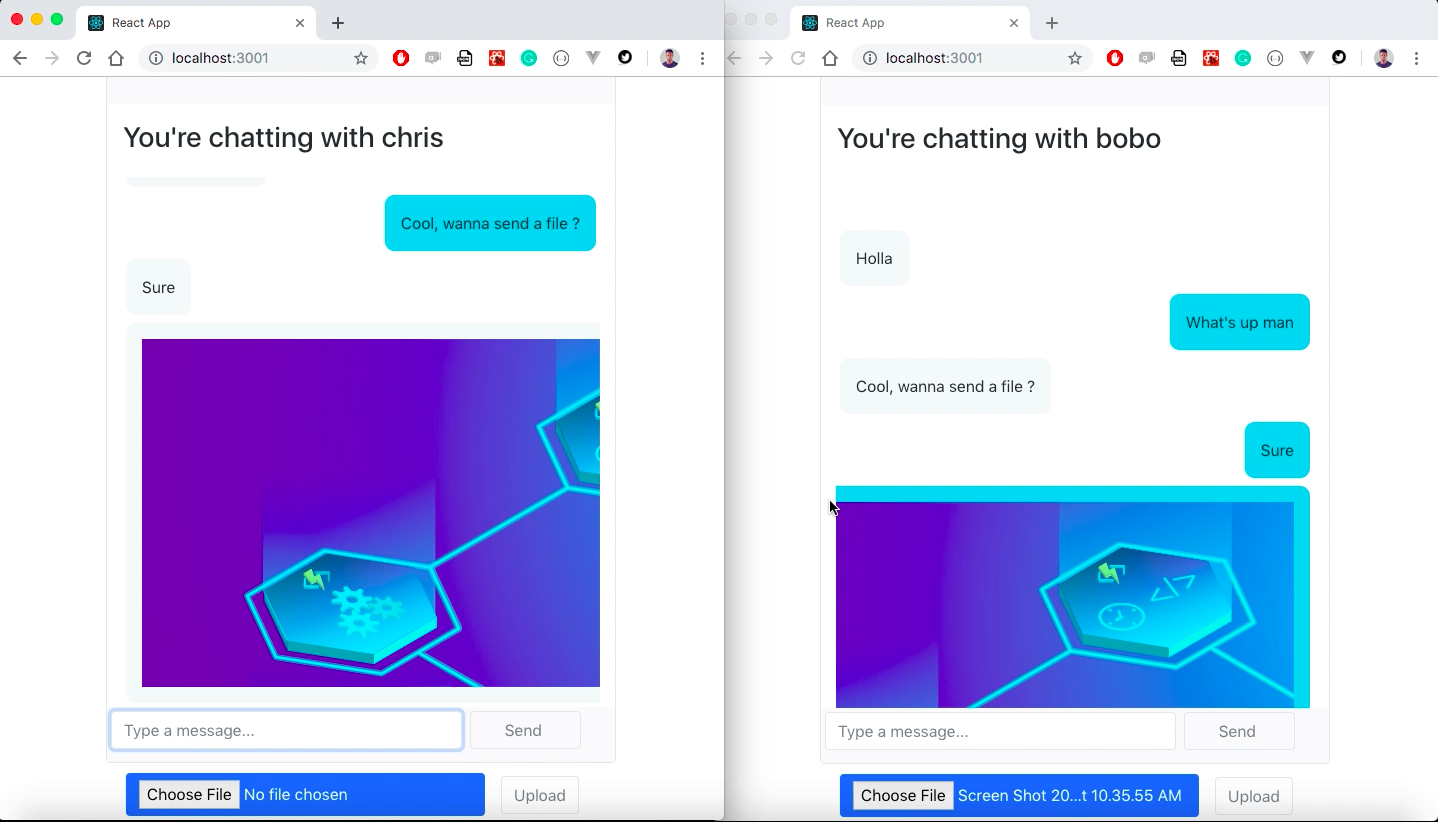 React App
localhost:3001
You're chatting with chris
Cool, wanna send a file ?
Sure
Type a message...
Send
Choose File No file chosen
Upload
React App
localhost:3001
You're chatting with bobo
Holla
What's up man
Cool, wanna send a file ?
Sure
Type a message...
Send
Choose File Screen Shot 20...t 10.35.55 AM
Upload